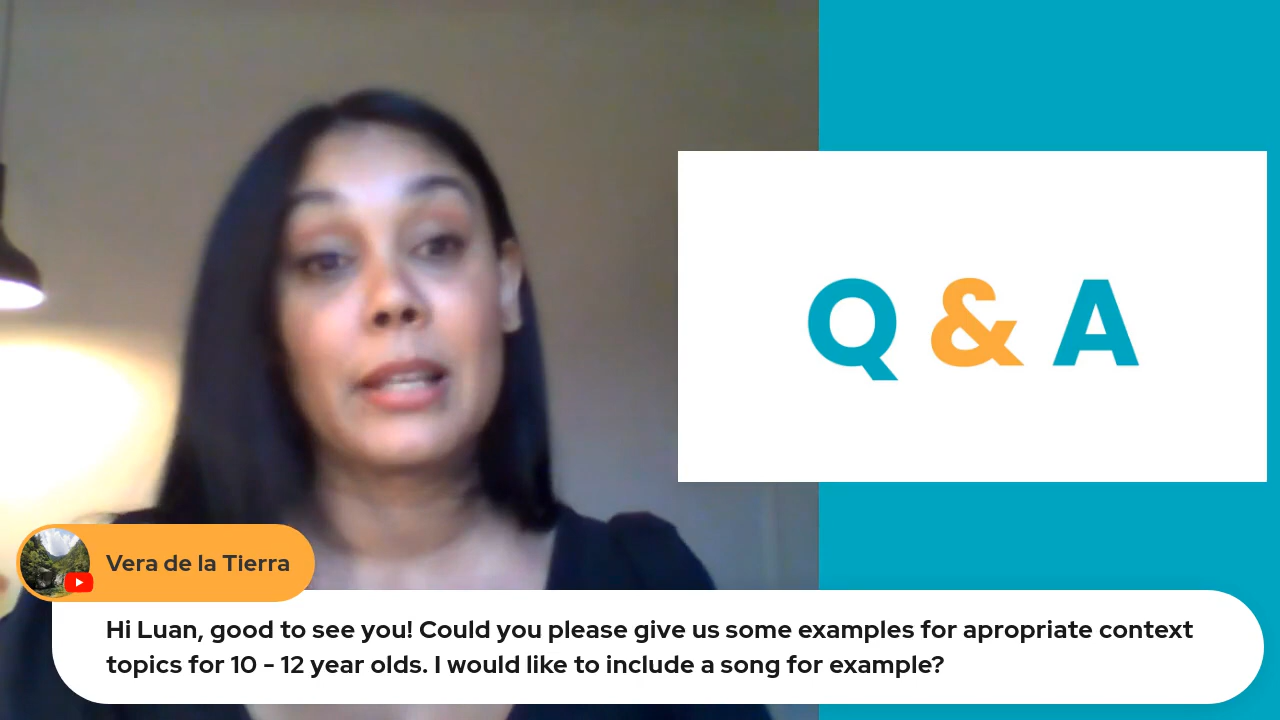 Q & A
Vera de la Tierra
Hi Luan, good to see you! Could you please give us some examples for apropriate context
topics for 10 - 12 year olds. I would like to include a song for example?